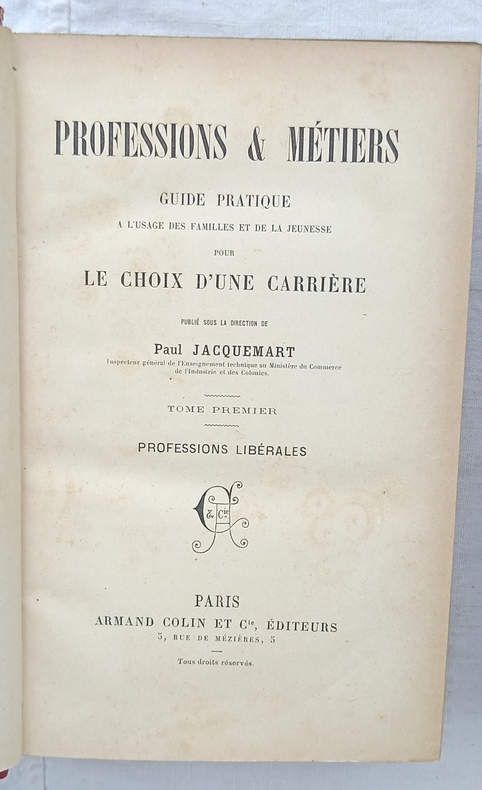 PROFESSIONS & MÉTIERS
GUIDE PRATIQUE
A L'USAGE DES FAMILLES ET DE LA JEUNESSE
POUR
LE CHOIX D'UNE CARRIÈRE
PUBLIÉ SOUS LA DIRECTION DE
Paul JACQUEMART
Inspecteur général de l'Enseignement technique au Ministère du Commerce
de l'Industrie et des Colonies.
TOME PREMIER
PROFESSIONS LIBÉRALES
& Cie
PARIS
ARMAND COLIN ET Cie, ÉDITEURS
5, RUE DE MÉZIÈRES, 5
Tous droits réservés.